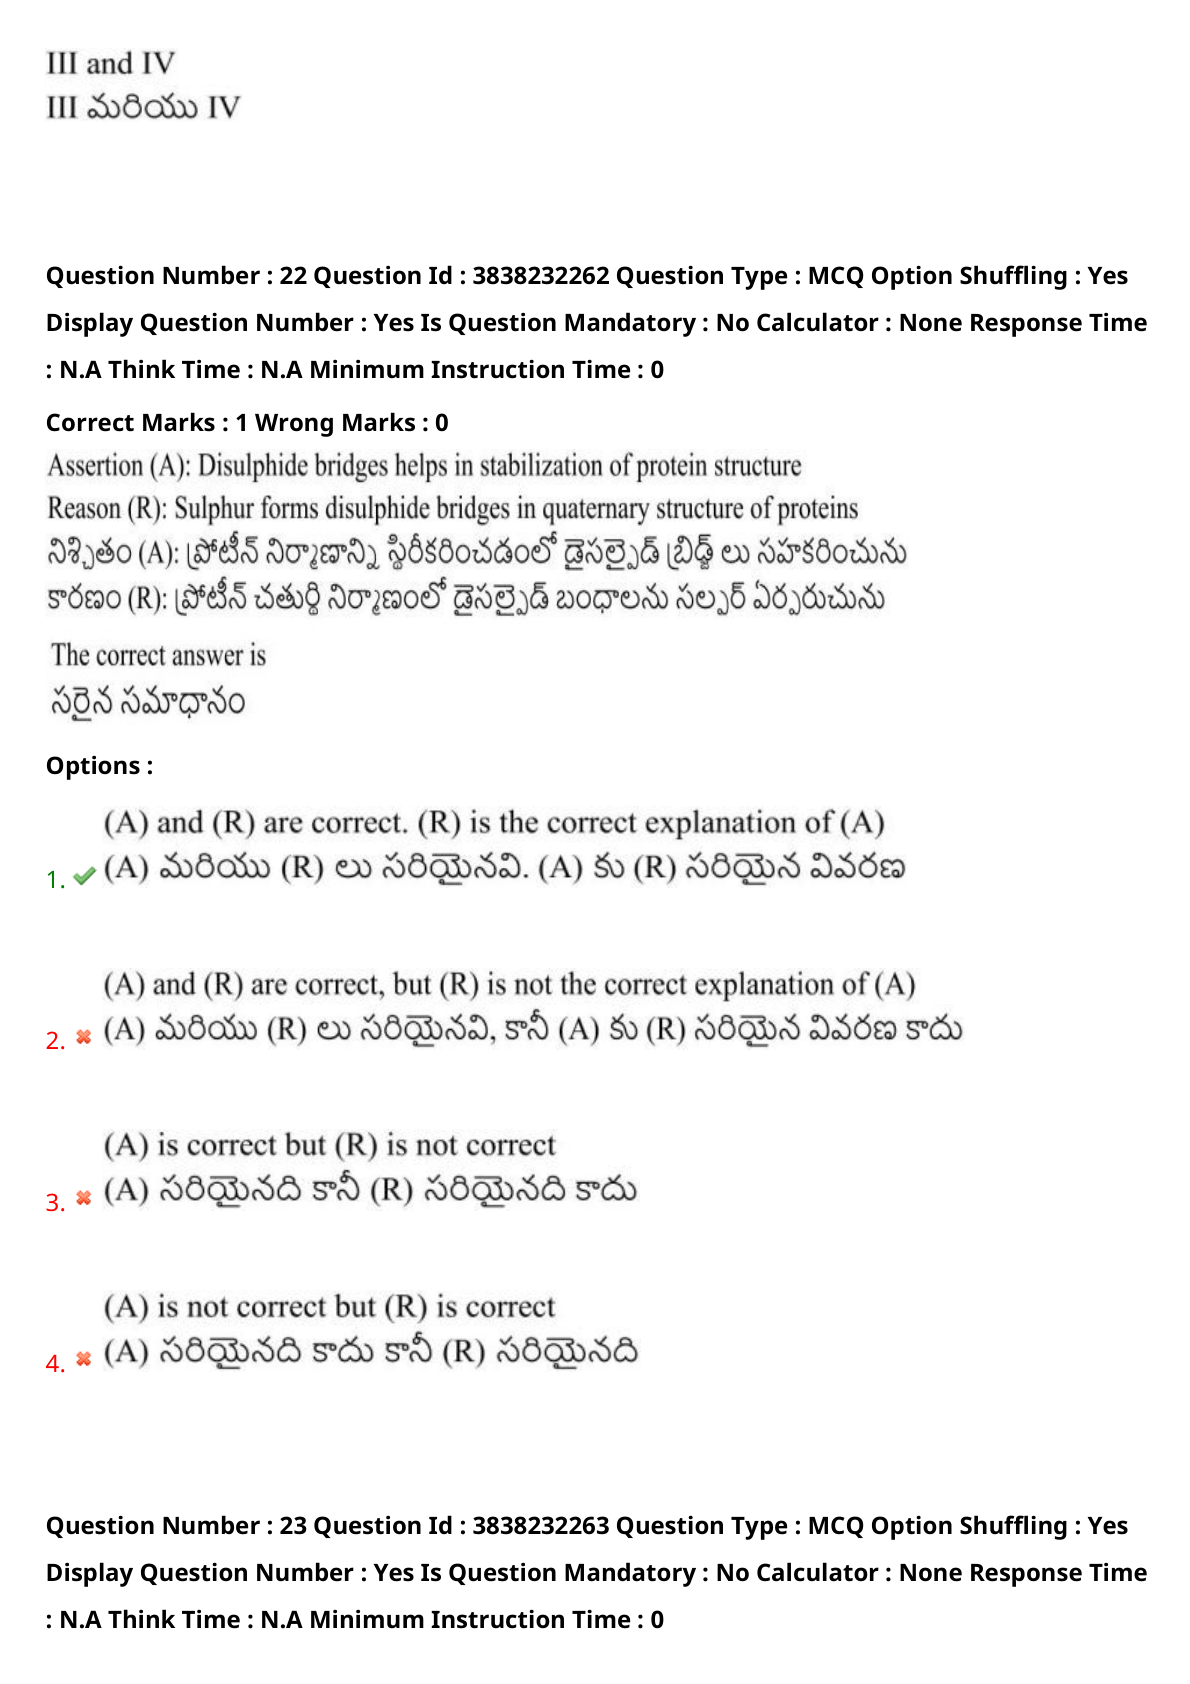 III and IV
III మరియు IV
Question Number : 22 Question Id : 3838232262 Question Type : MCQ Option Shuffling : Yes
Display Question Number : Yes Is Question Mandatory : No Calculator : None Response Time
: N.A Think Time : N.A Minimum Instruction Time : 0
Correct Marks : 1 Wrong Marks : 0
Assertion (A): Disulphide bridges helps in stabilization of protein structure
Reason (R): Sulphur forms disulphide bridges in quaternary structure of proteins
నిశ్చితం (A): ప్రోటీన్ నిర్మాణాన్ని స్థిరీకరించడంలో డైసల్ఫైడ్ బ్రిడ్జ్ లు సహకరించును
కారణం (R): ప్రోటీన్ చతుర్థి నిర్మాణంలో డైసల్ఫైడ్ బంధాలను సల్ఫర్ ఏర్పరుచును
The correct answer is
సరైన సమాధానం
Options :
(A) and (R) are correct. (R) is the correct explanation of (A)
1. (A) మరియు (R) లు సరియైనవి. (A) కు (R) సరియైన వివరణ
(A) and (R) are correct, but (R) is not the correct explanation of (A)
2. (A) మరియు (R) లు సరియైనవి, కానీ (A) కు (R) సరియైన వివరణ కాదు
(A) is correct but (R) is not correct
3. (A) సరియైనది కానీ (R) సరియైనది కాదు
(A) is not correct but (R) is correct
4. (A) సరియైనది కాదు కానీ (R) సరియైనది
Question Number : 23 Question Id : 3838232263 Question Type : MCQ Option Shuffling : Yes
Display Question Number : Yes Is Question Mandatory : No Calculator : None Response Time
: N.A Think Time : N.A Minimum Instruction Time : 0